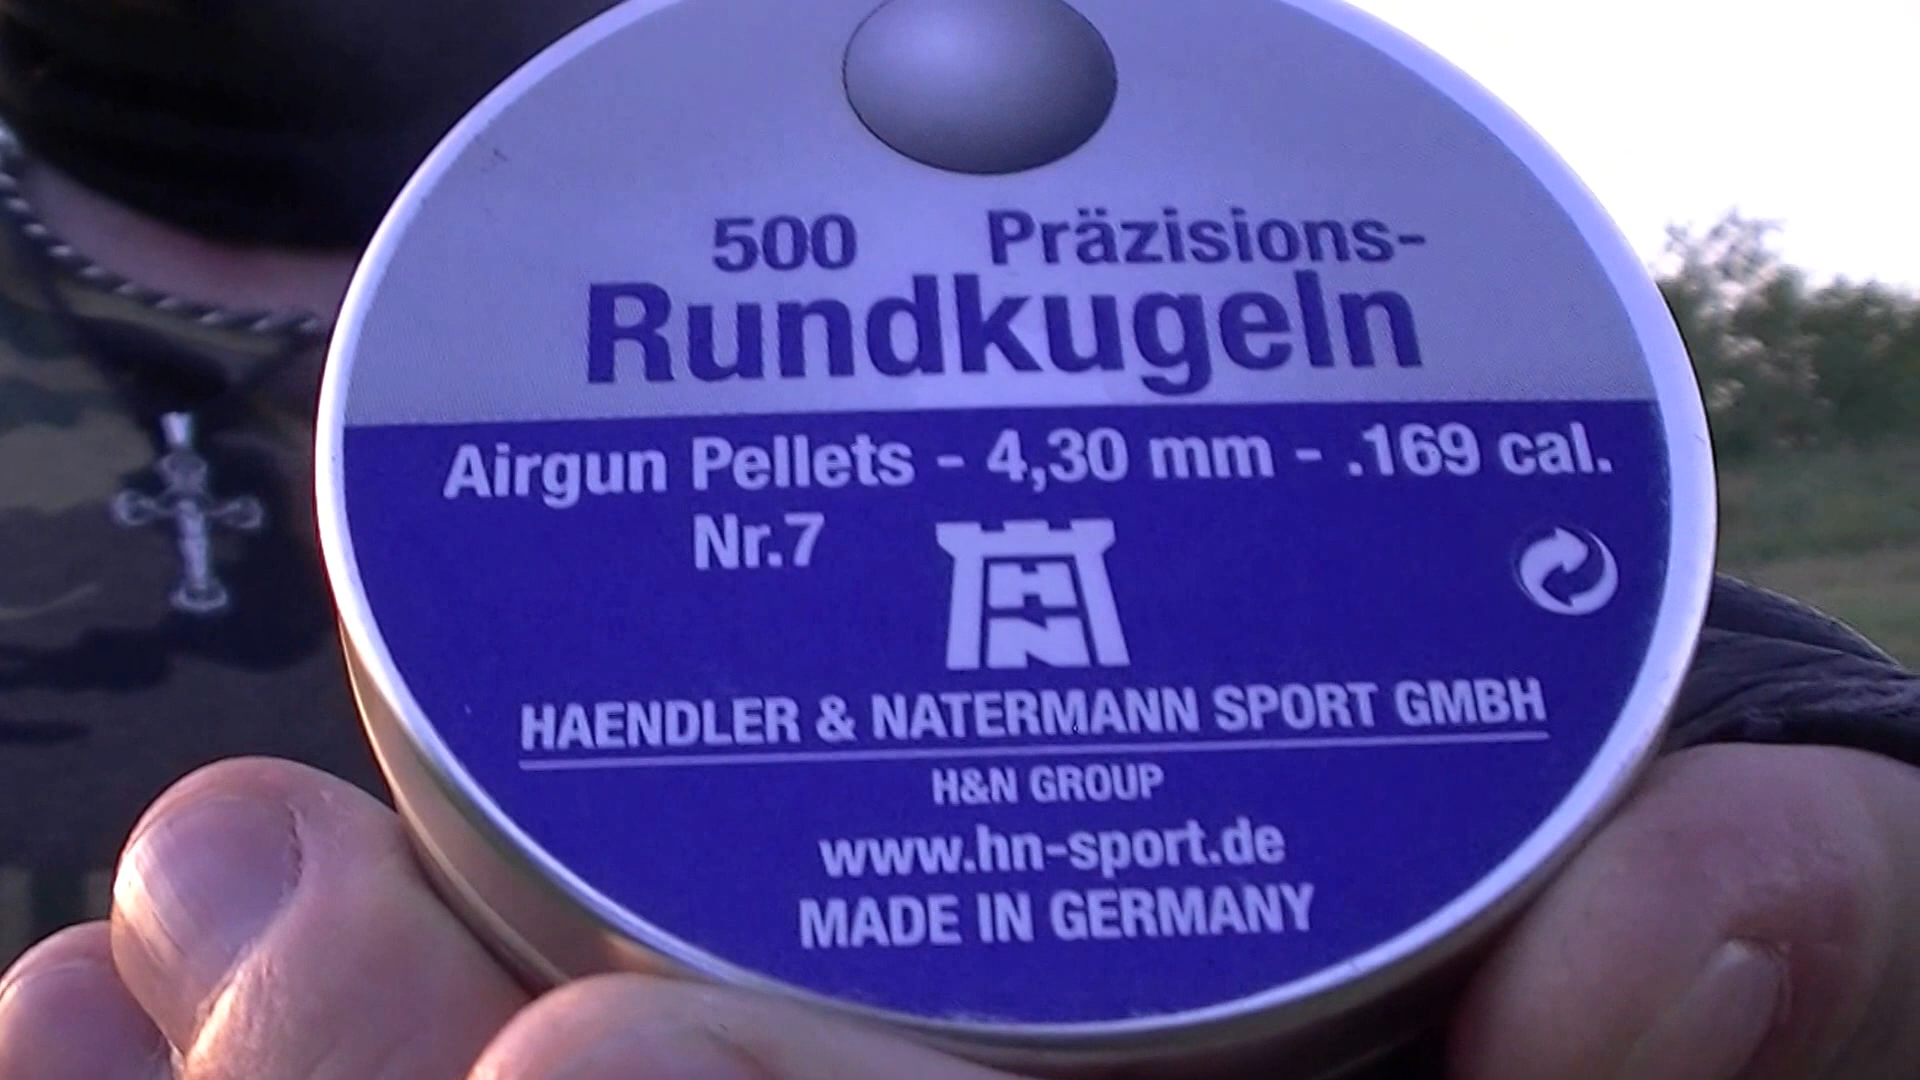 500 Präzisions-
Rundkugeln
Airgun Pellets - 4,30 mm - .169 cal.
Nr.7
HN
HAENDLER & NATERMANN SPORT GMBH
H&N GROUP
www.hn-sport.de
MADE IN GERMANY